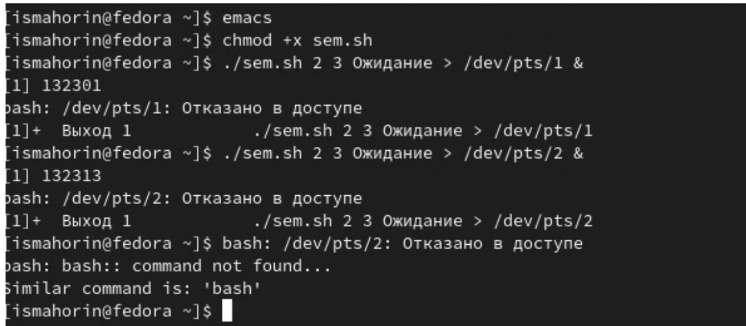 [ismahorin@fedora ~]$ emacs
[ismahorin@fedora ~]$ chmod +x sem.sh
[ismahorin@fedora ~]$ ./sem.sh 2 3 Ожидание > /dev/pts/1 &
[1] 132301
bash: /dev/pts/1: Отказано в доступе
[1]+  Выход 1            ./sem.sh 2 3 Ожидание > /dev/pts/1
[ismahorin@fedora ~]$ ./sem.sh 2 3 Ожидание > /dev/pts/2 &
[1] 132313
bash: /dev/pts/2: Отказано в доступе
[1]+  Выход 1            ./sem.sh 2 3 Ожидание > /dev/pts/2
[ismahorin@fedora ~]$ bash: /dev/pts/2: Отказано в доступе
bash: bash:: command not found...
Similar command is: 'bash'
[ismahorin@fedora ~]$